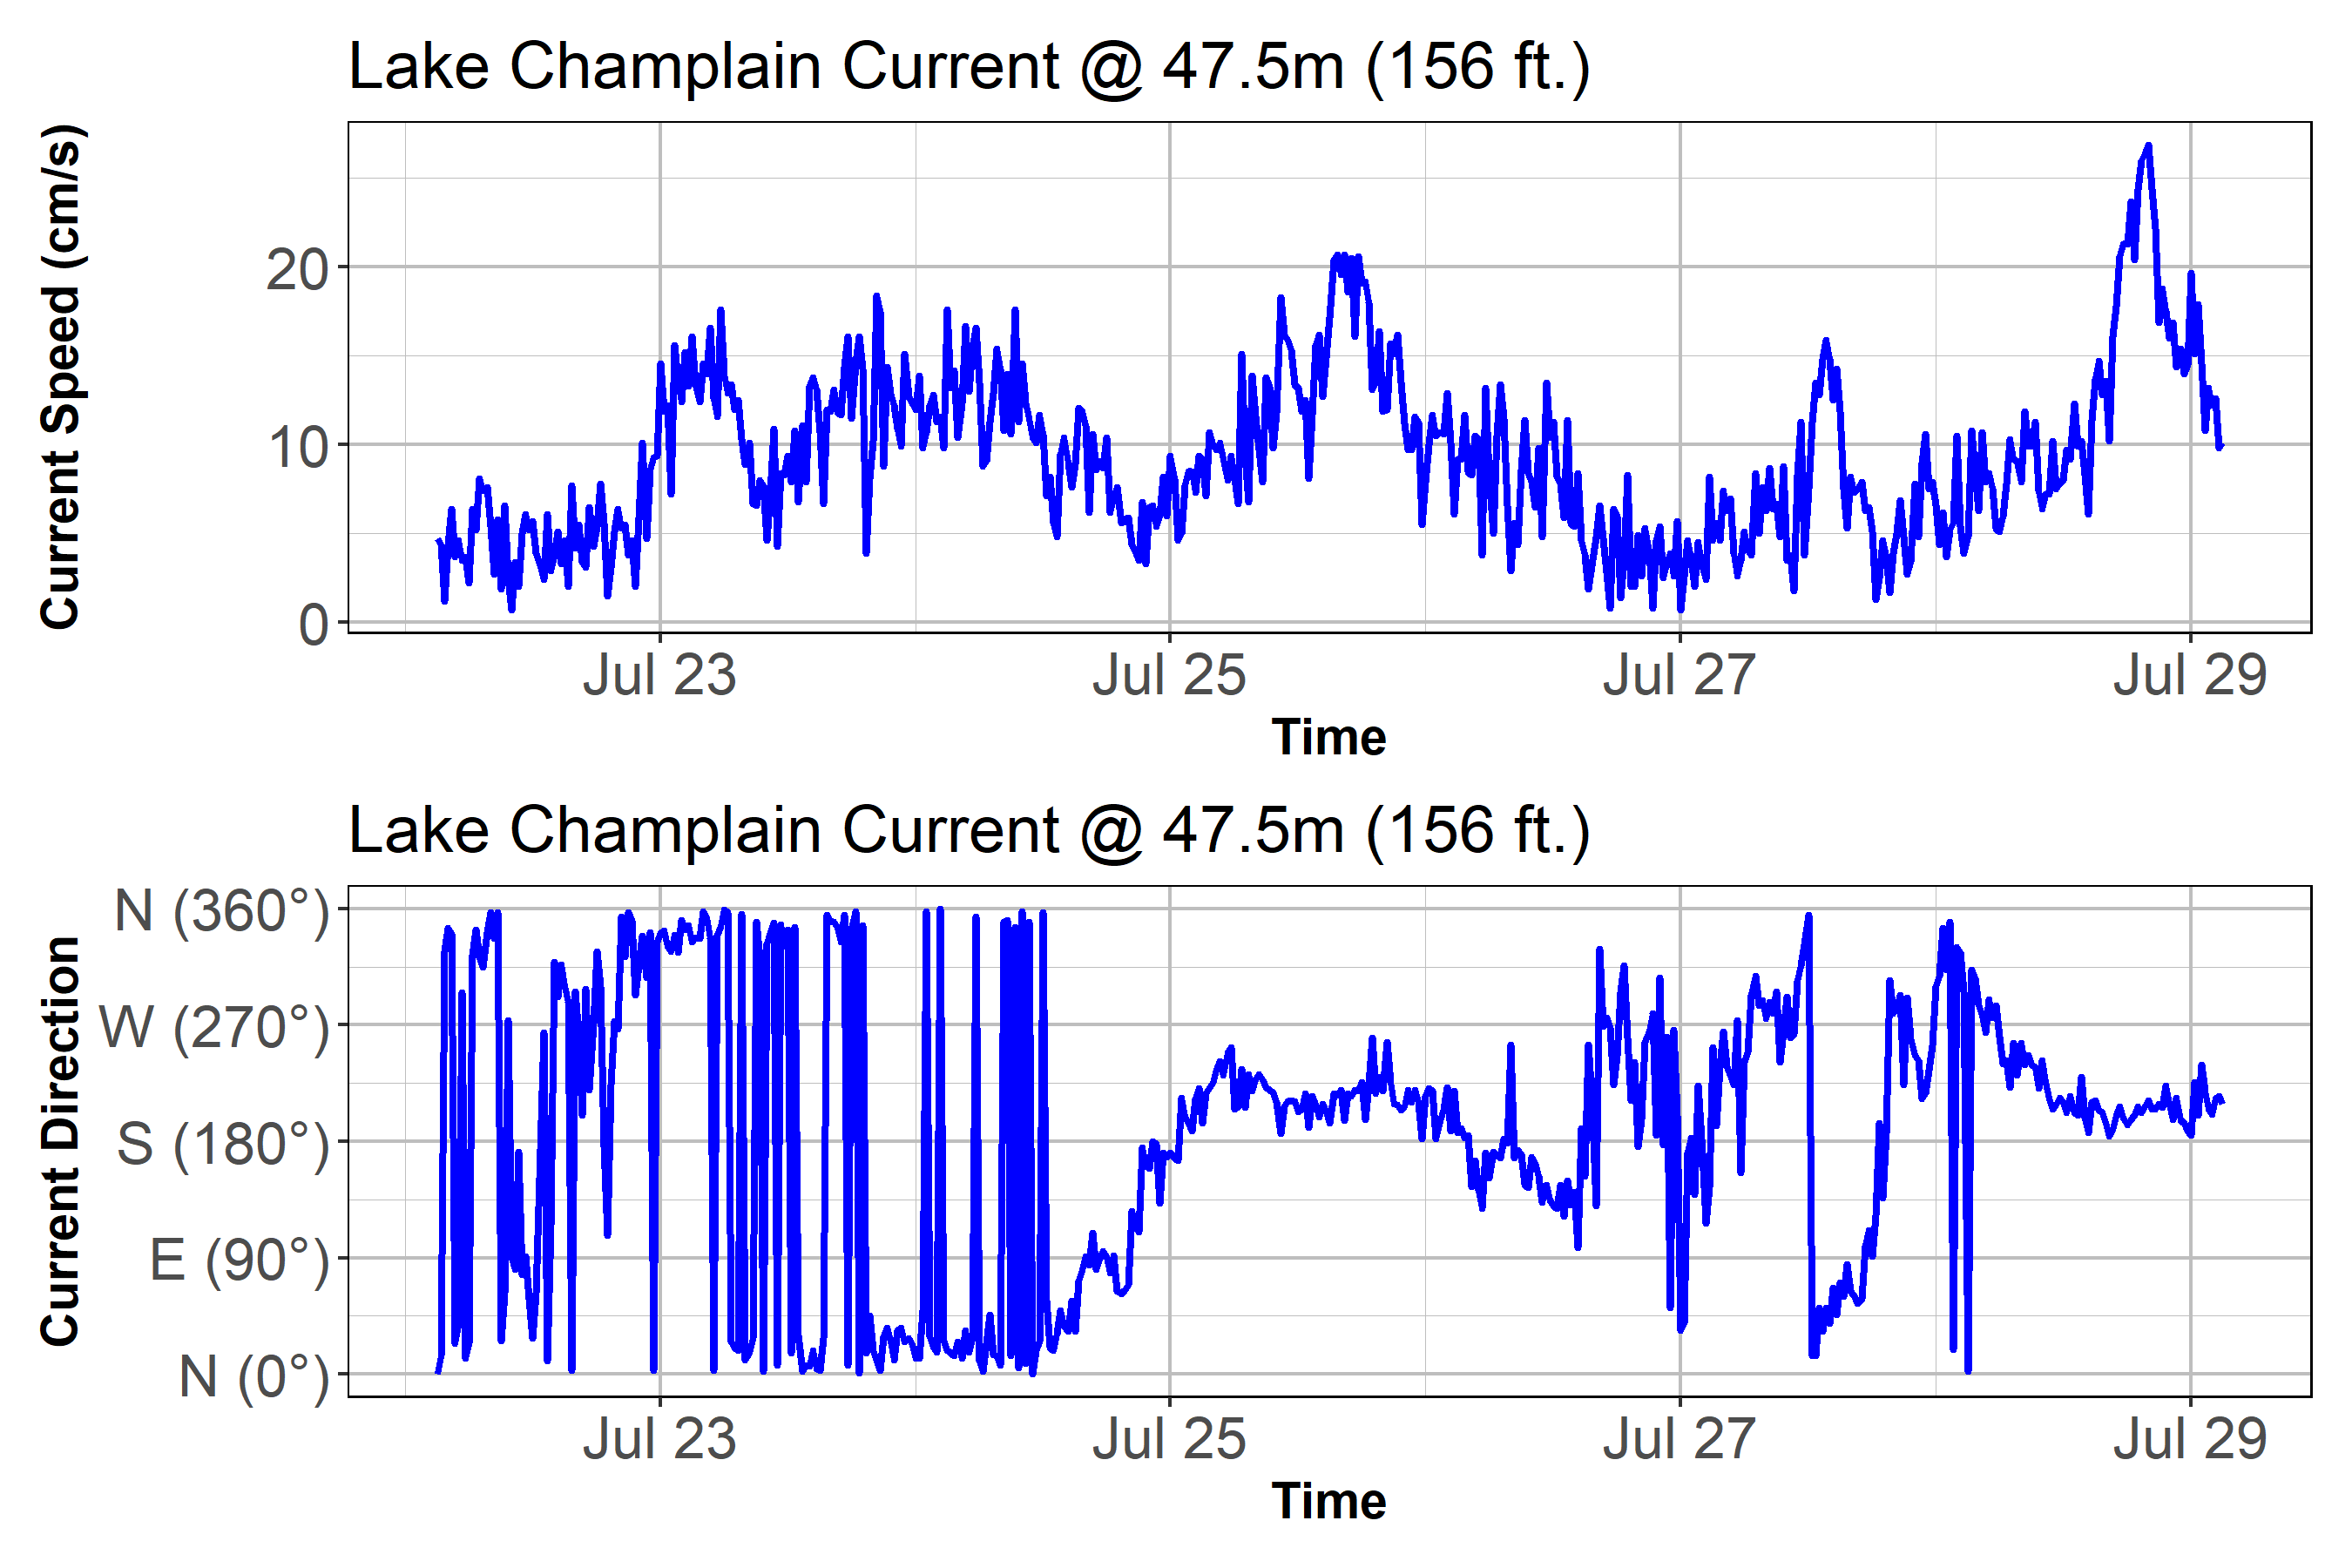 Lake Champlain Current @ 47.5m (156 ft.)
Current Speed (cm/s)
20
10
0
Jul 23 Jul 25 Jul 27 Jul 29
Time
Lake Champlain Current @ 47.5m (156 ft.)
Current Direction
N (360°)
W (270°)
S (180°)
E (90°)
N (0°)
Jul 23 Jul 25 Jul 27 Jul 29
Time